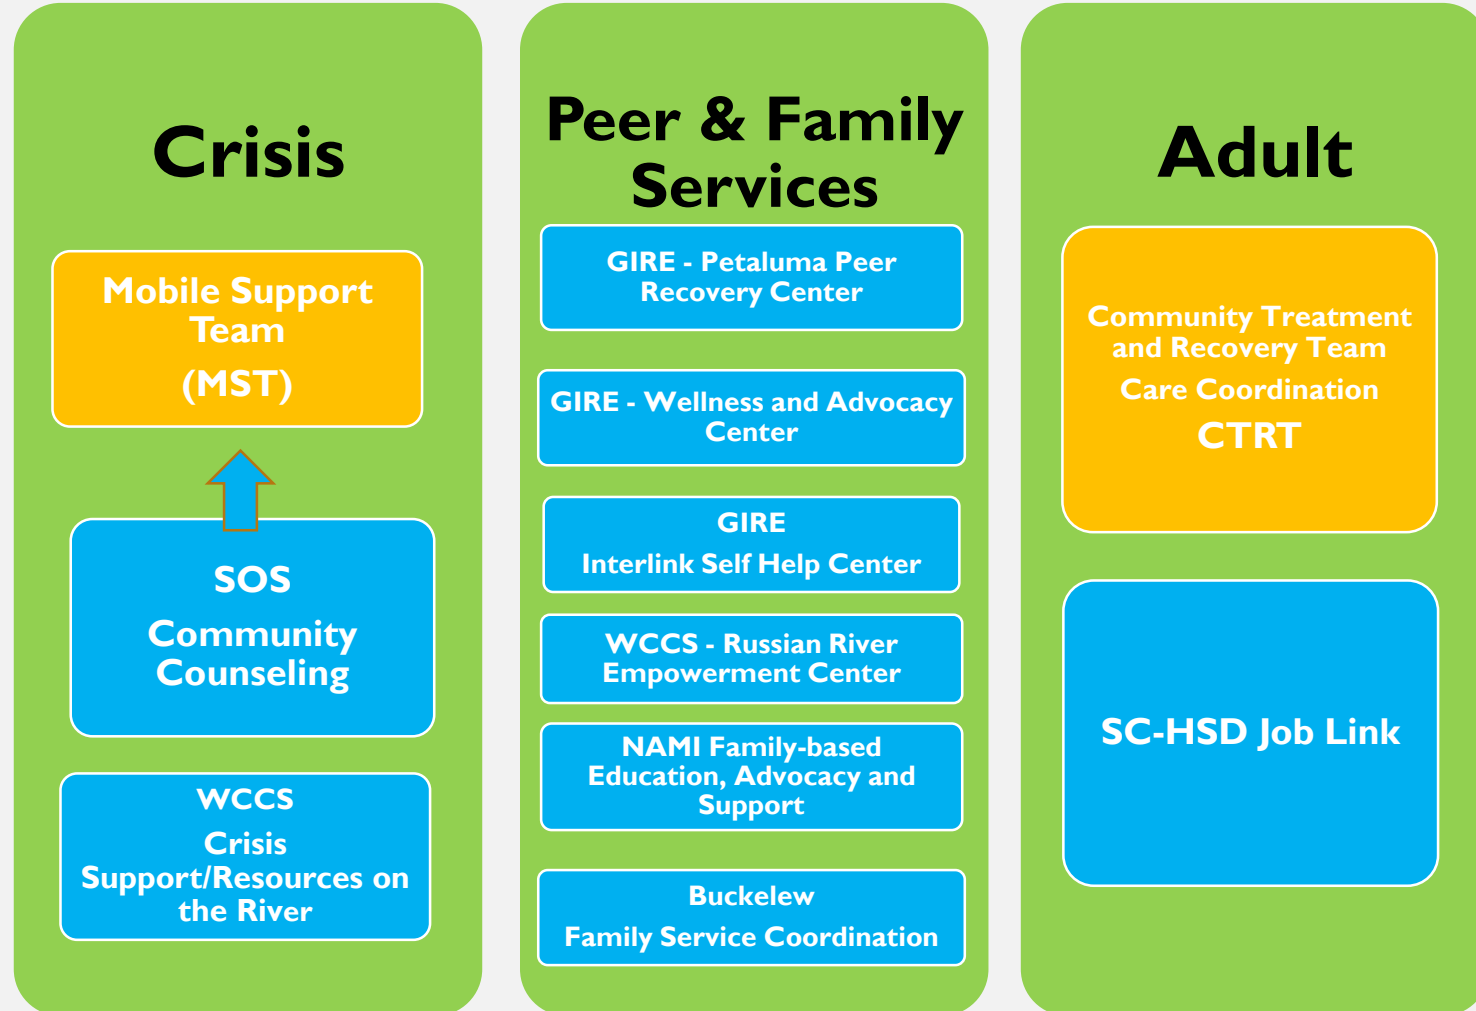 Crisis
Mobile Support
Team
(MST)
SOS
Community
Counseling
WCCS
Crisis
Support/Resources on
the River
Peer & Family
Services
GIRE - Petaluma Peer
Recovery Center
GIRE - Wellness and Advocacy
Center
GIRE
Interlink Self Help Center
WCCS - Russian River
Empowerment Center
NAMI Family-based
Education, Advocacy and
Support
Buckelew
Family Service Coordination
Adult
Community Treatment
and Recovery Team
Care Coordination
CTRT
SC-HSD Job Link